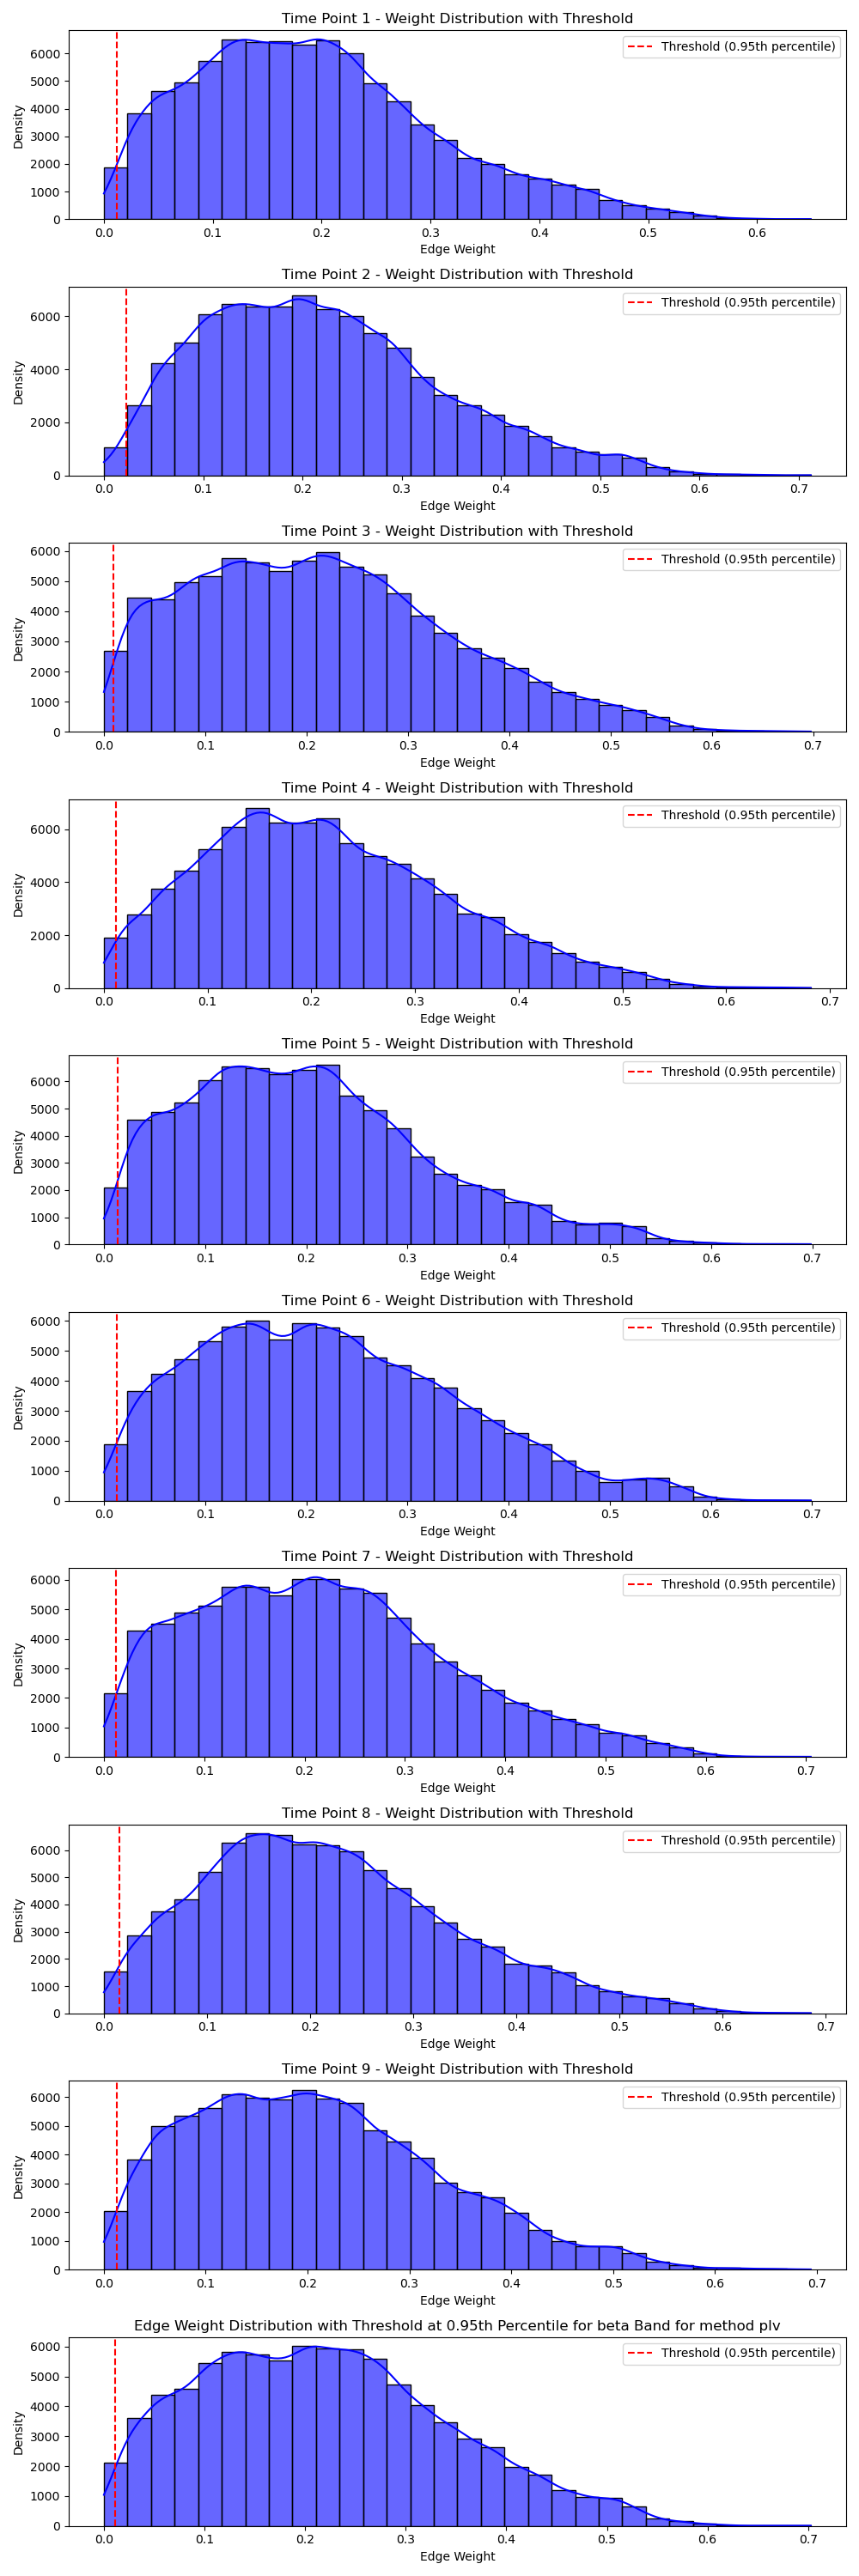 Time Point 1 - Weight Distribution with Threshold
Threshold (0.95th percentile)
Density
6000
5000
4000
3000
2000
1000
0
0.0 0.1 0.2 0.3 0.4 0.5 0.6
Edge Weight
Time Point 2 - Weight Distribution with Threshold
Threshold (0.95th percentile)
Density
6000
4000
2000
0
0.0 0.1 0.2 0.3 0.4 0.5 0.6 0.7
Edge Weight
Time Point 3 - Weight Distribution with Threshold
Threshold (0.95th percentile)
Density
6000
5000
4000
3000
2000
1000
0
0.0 0.1 0.2 0.3 0.4 0.5 0.6 0.7
Edge Weight
Time Point 4 - Weight Distribution with Threshold
Threshold (0.95th percentile)
Density
6000
4000
2000
0
0.0 0.1 0.2 0.3 0.4 0.5 0.6 0.7
Edge Weight
Time Point 5 - Weight Distribution with Threshold
Threshold (0.95th percentile)
Density
6000
5000
4000
3000
2000
1000
0
0.0 0.1 0.2 0.3 0.4 0.5 0.6 0.7
Edge Weight
Time Point 6 - Weight Distribution with Threshold
Threshold (0.95th percentile)
Density
6000
5000
4000
3000
2000
1000
0
0.0 0.1 0.2 0.3 0.4 0.5 0.6 0.7
Edge Weight
Time Point 7 - Weight Distribution with Threshold
Threshold (0.95th percentile)
Density
6000
5000
4000
3000
2000
1000
0
0.0 0.1 0.2 0.3 0.4 0.5 0.6 0.7
Edge Weight
Time Point 8 - Weight Distribution with Threshold
Threshold (0.95th percentile)
Density
6000
5000
4000
3000
2000
1000
0
0.0 0.1 0.2 0.3 0.4 0.5 0.6 0.7
Edge Weight
Time Point 9 - Weight Distribution with Threshold
Threshold (0.95th percentile)
Density
6000
5000
4000
3000
2000
1000
0
0.0 0.1 0.2 0.3 0.4 0.5 0.6 0.7
Edge Weight
Edge Weight Distribution with Threshold at 0.95th Percentile for beta Band for method plv
Threshold (0.95th percentile)
Density
6000
5000
4000
3000
2000
1000
0
0.0 0.1 0.2 0.3 0.4 0.5 0.6 0.7
Edge Weight